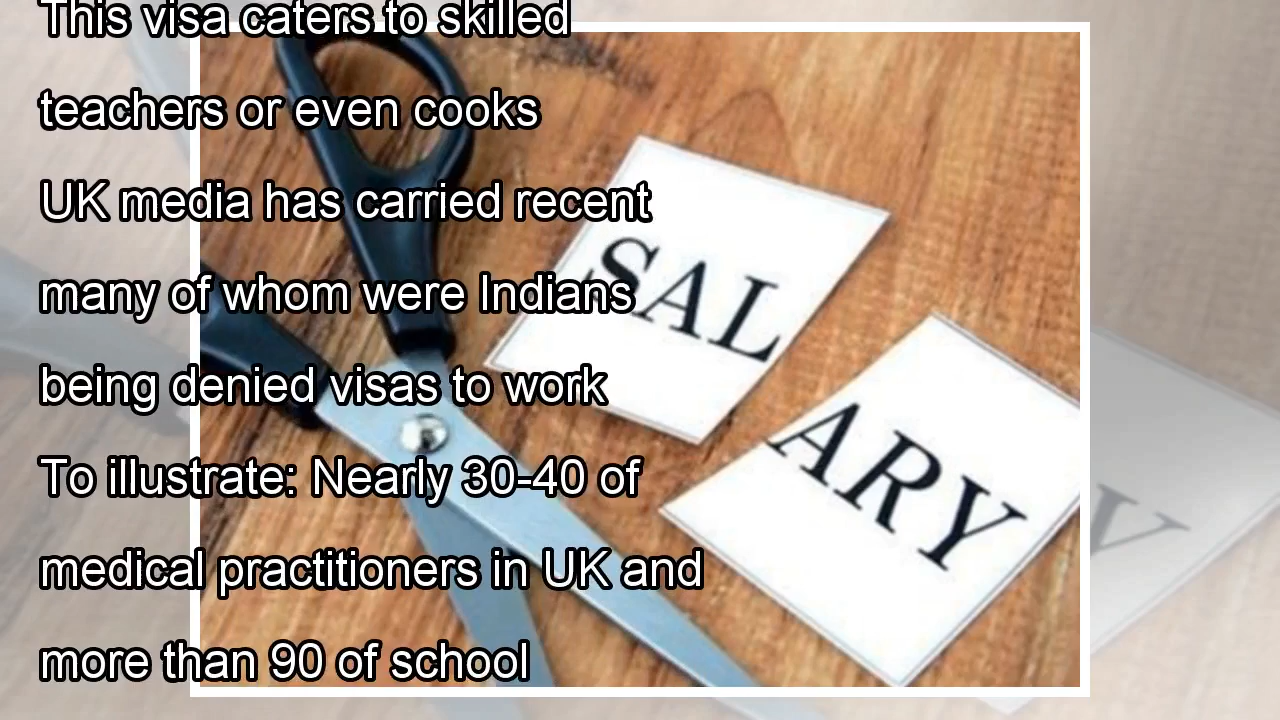 This visa caters to skilled
teachers or even cooks
UK media has carried recent
many of whom were Indians
being denied visas to work
To illustrate: Nearly 30-40 of
medical practitioners in UK and
more than 90 of school
SAL
ARY